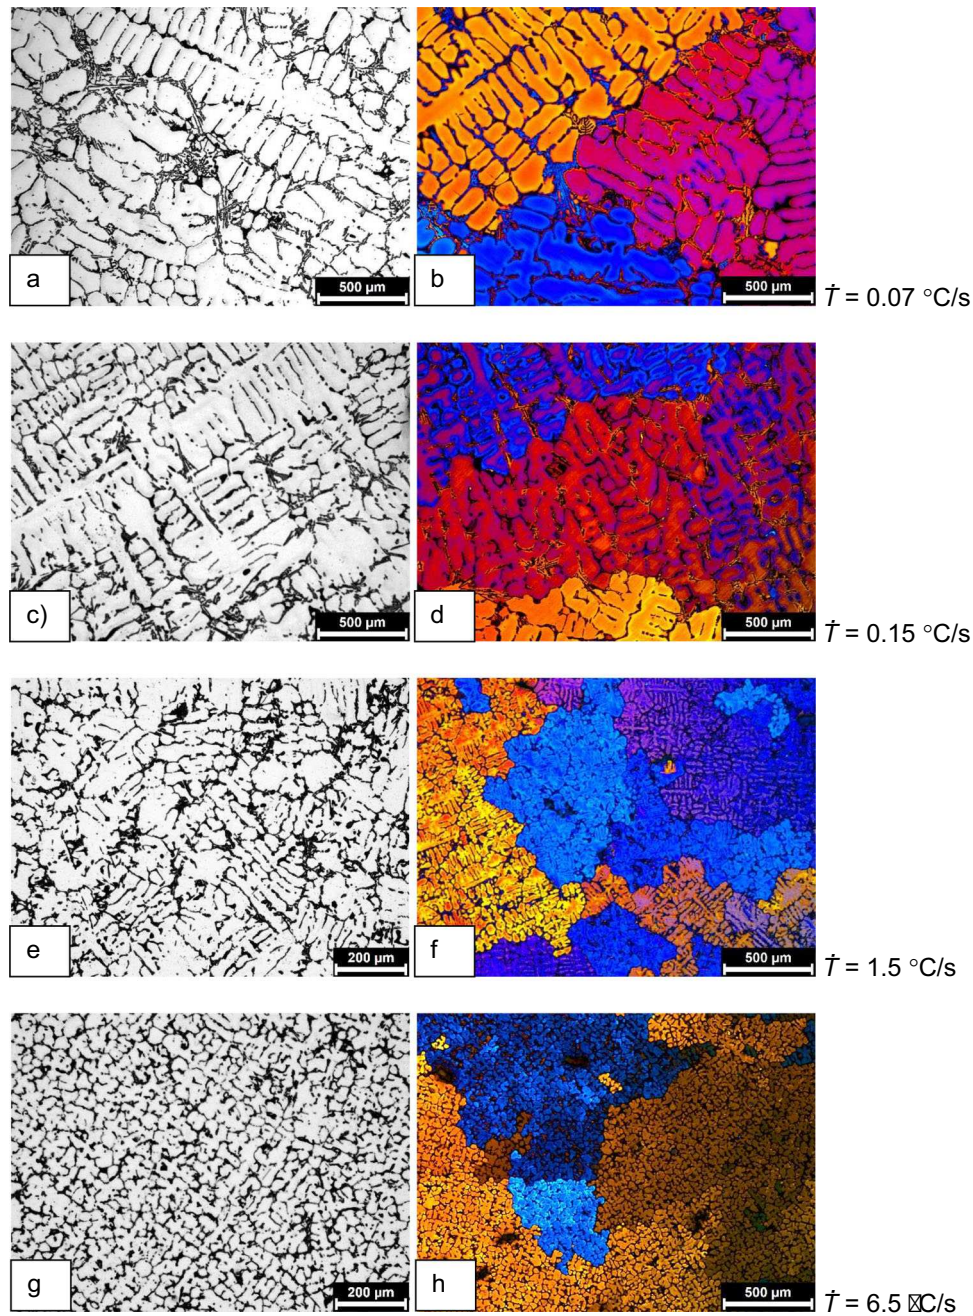 a
500 µm
b
500 µm
Ṫ = 0.07 °C/s
c)
500 µm
d
500 µm
Ṫ = 0.15 °C/s
e
200 µm
f
500 µm
Ṫ = 1.5 °C/s
g
200 µm
h
500 µm
Ṫ = 6.5 C/s